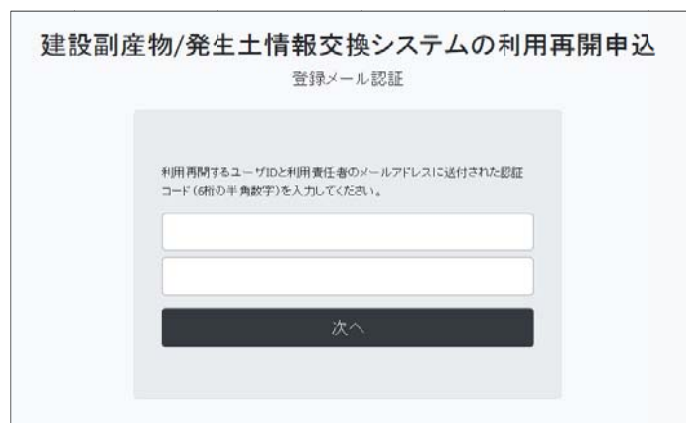 建設副産物/発生土情報交換システムの利用再開申込
登録メール認証
利用再開するユーザIDと利用責任者のメールアドレスに送付された認証
コード(6桁の半角数字)を入力してください。
次へ